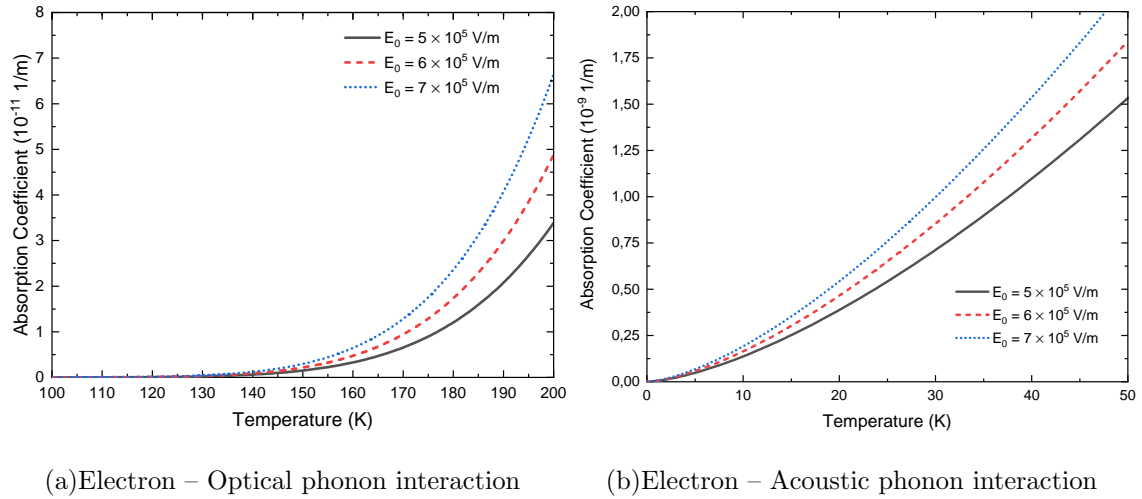 8
7
6
5
4
3
2
1
0
100 110 120 130 140 150 160 170 180 190 200
Absorption Coefficient (10⁻¹¹ 1/m)
Temperature (K)
E₀ = 5 × 10⁵ V/m
E₀ = 6 × 10⁵ V/m
E₀ = 7 × 10⁵ V/m
(a)Electron – Optical phonon interaction
2,00
1,75
1,50
1,25
1,00
0,75
0,50
0,25
0,00
0 10 20 30 40 50
Absorption Coefficient (10⁻⁹ 1/m)
Temperature (K)
E₀ = 5 × 10⁵ V/m
E₀ = 6 × 10⁵ V/m
E₀ = 7 × 10⁵ V/m
(b)Electron – Acoustic phonon interaction